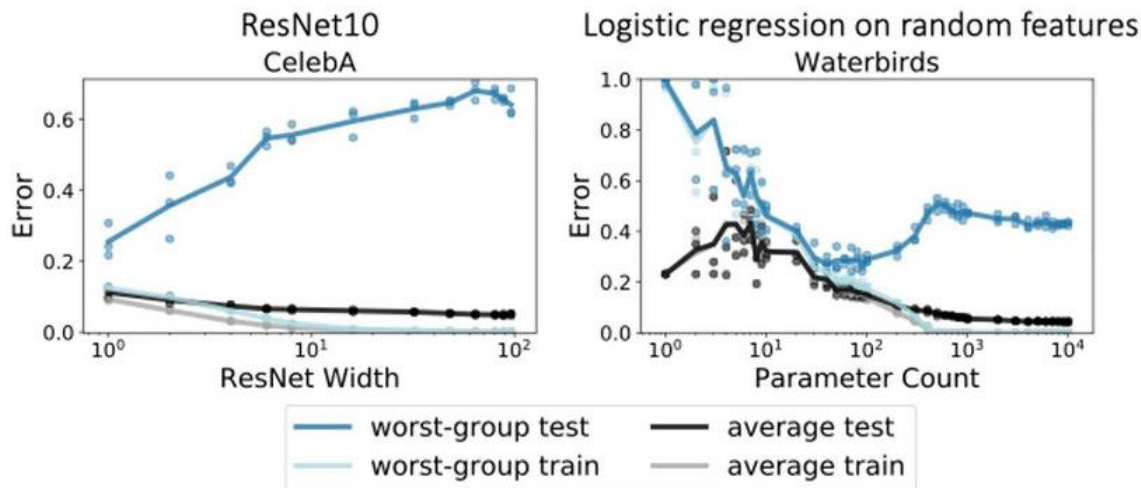 ResNet10
CelebA
Error
0.6
0.4
0.2
0.0
10⁰ 10¹ 10²
ResNet Width
Logistic regression on random features
Waterbirds
Error
1.0
0.8
0.6
0.4
0.2
0.0
10⁰ 10¹ 10² 10³ 10⁴
Parameter Count
worst-group test average test
worst-group train average train